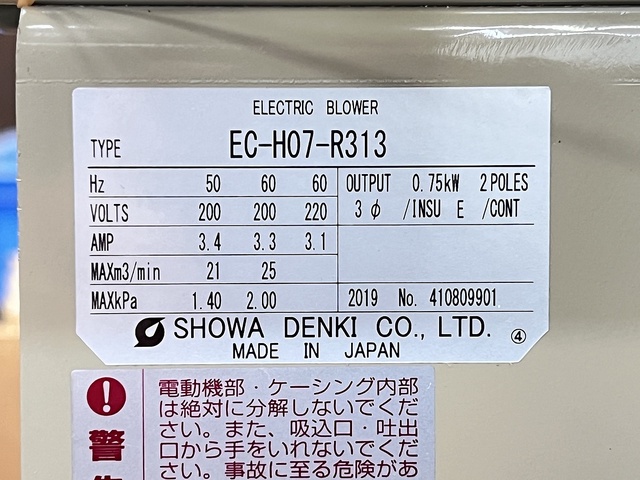 ELECTRIC BLOWER
TYPE EC-H07-R313
Hz 50 60 60 OUTPUT 0.75kW 2POLES
VOLTS 200 200 220 3 φ /INSU E /CONT
AMP 3.4 3.3 3.1
MAXm3/min 21 25
MAXkPa 1.40 2.00 2019 No. 410809901
SHOWA DENKI CO., LTD. ④
MADE IN JAPAN
警
電動機部・ケーシング内部
は絶対に分解しないでくだ
さい。また、吸込口・吐出
口から手をいれないでくだ
さい。事故に至る危険があ